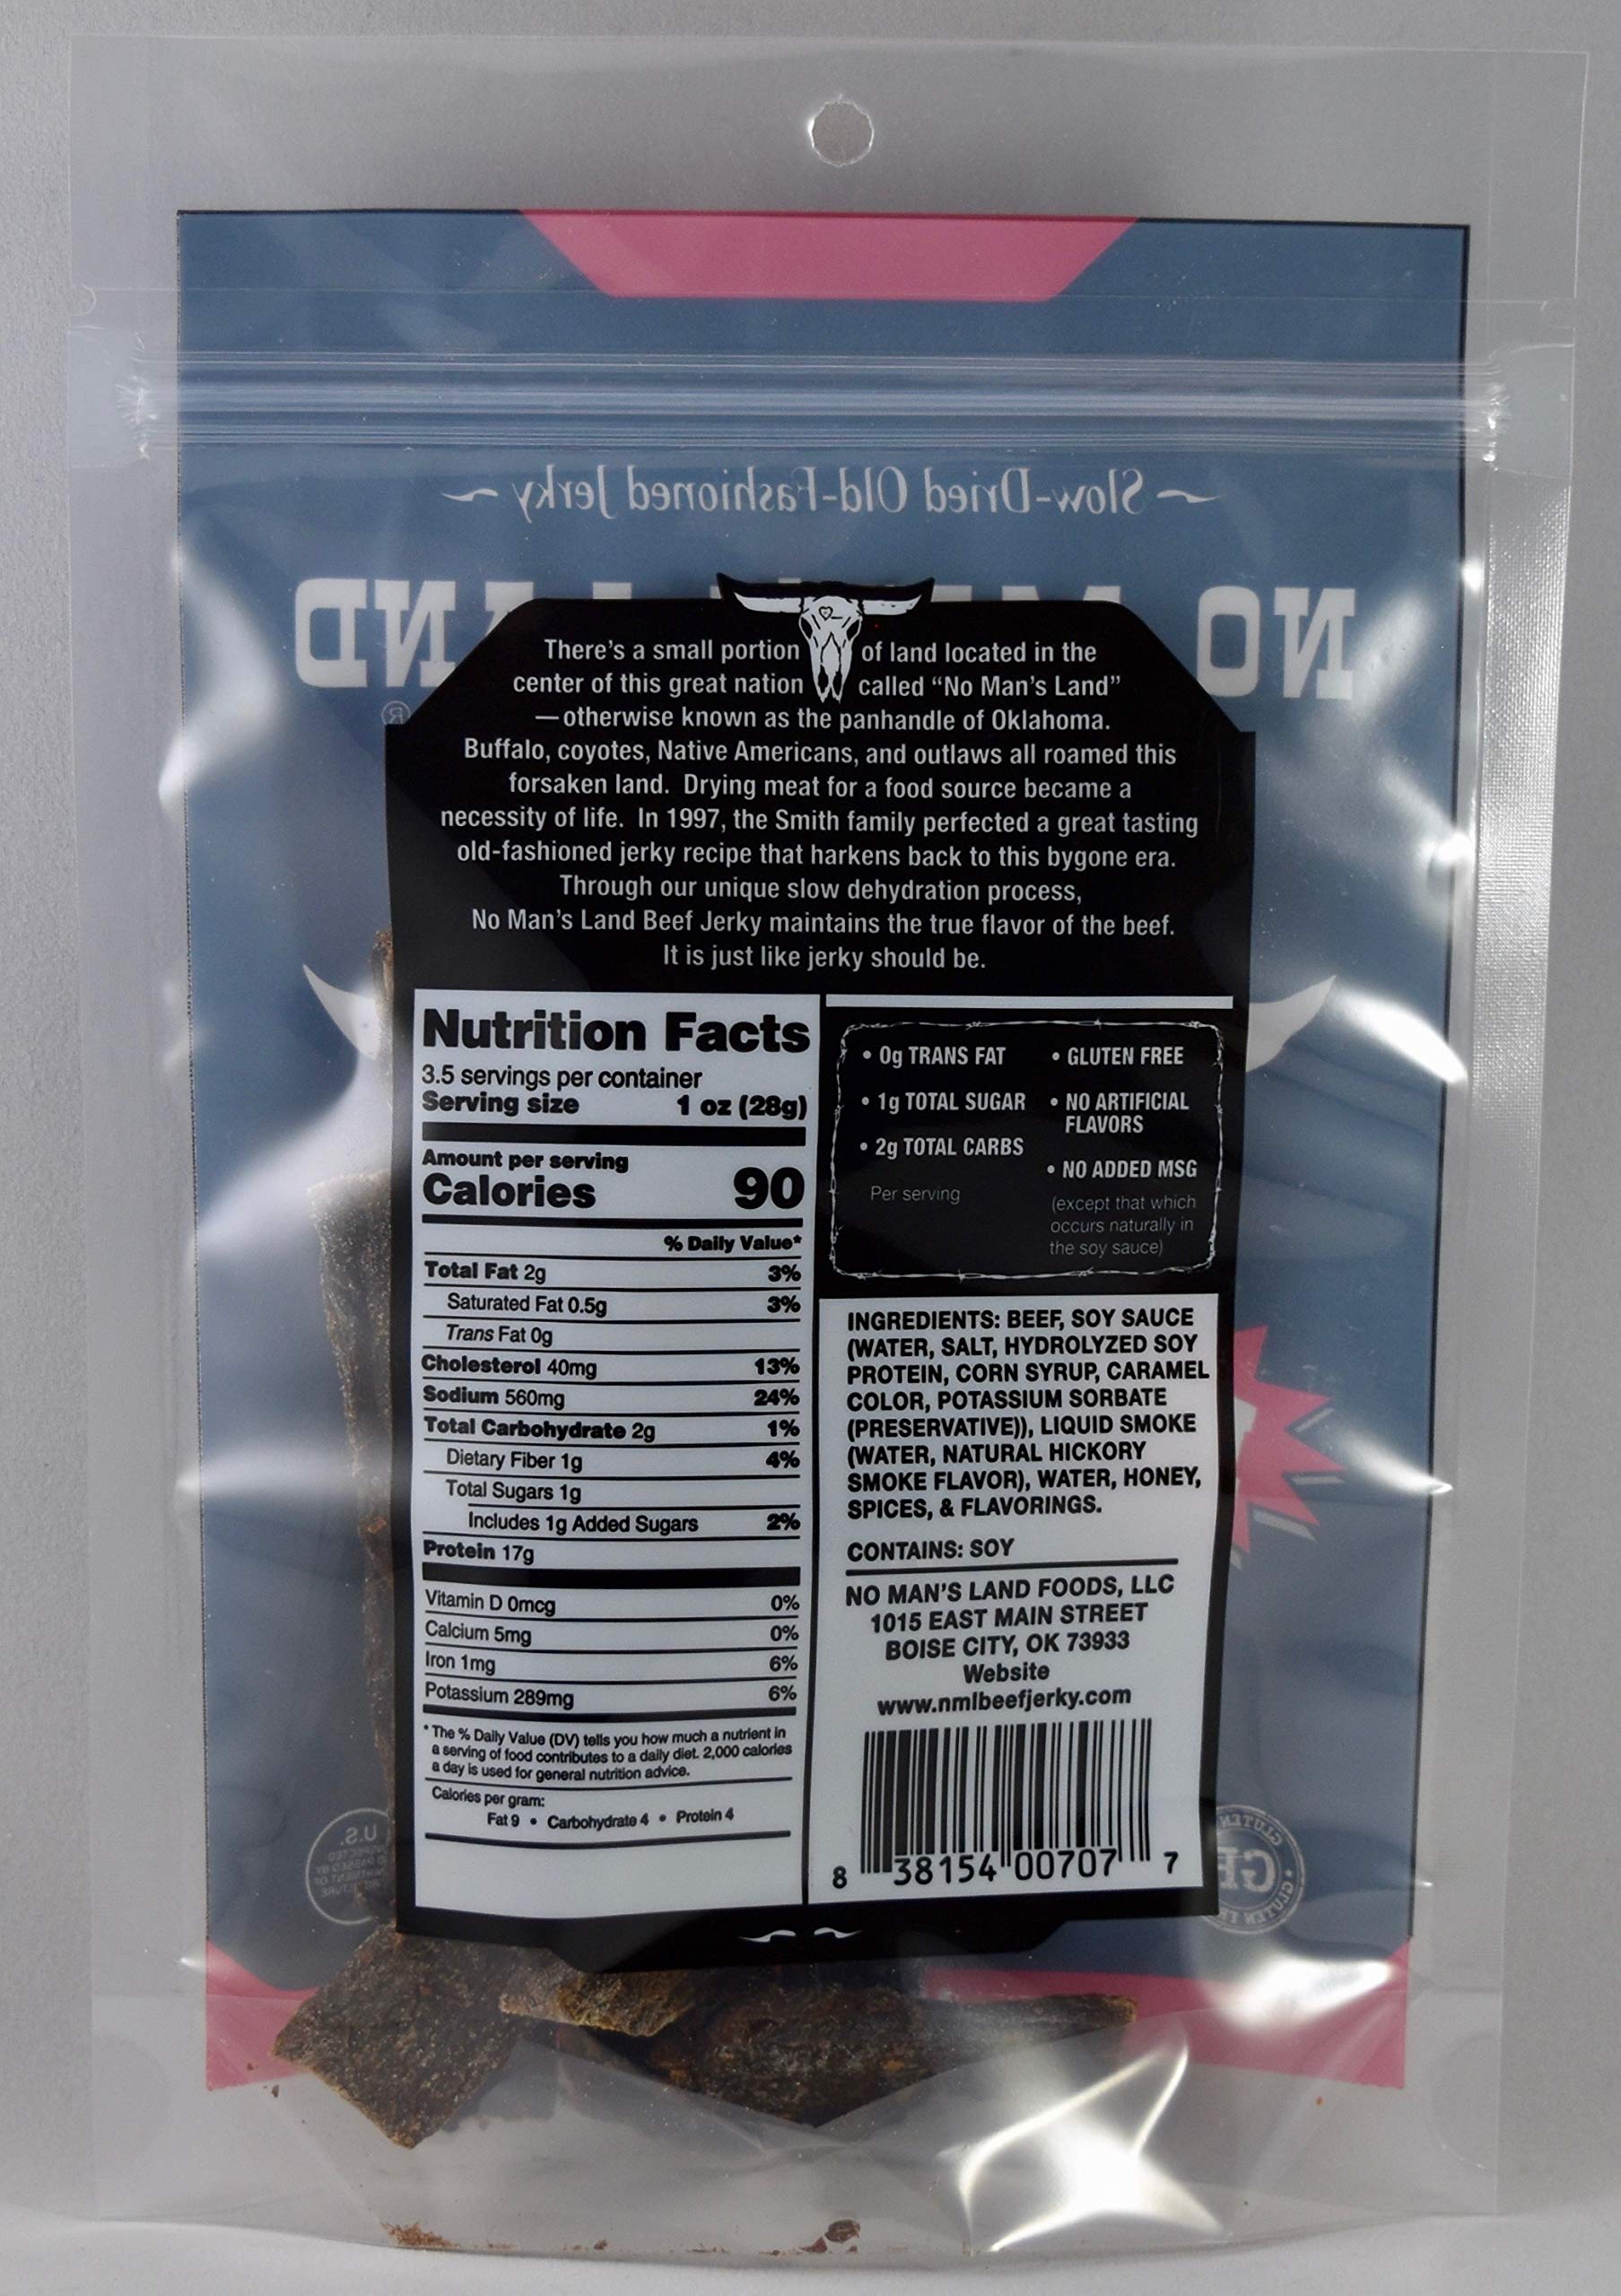 ~ Slow-Dried Old-Fashioned Jerky ~
NO
ND
®
There's a small portion of land located in the
center of this great nation called “No Man's Land”
— otherwise known as the panhandle of Oklahoma.
Buffalo, coyotes, Native Americans, and outlaws all roamed this
forsaken land. Drying meat for a food source became a
necessity of life. In 1997, the Smith family perfected a great tasting
old-fashioned jerky recipe that harkens back to this bygone era.
Through our unique slow dehydration process,
No Man's Land Beef Jerky maintains the true flavor of the beef.
It is just like jerky should be.
Nutrition Facts
3.5 servings per container
Serving size 1 oz (28g)
Amount per serving
Calories 90
% Daily Value*
Total Fat 2g 3%
Saturated Fat 0.5g 3%
Trans Fat 0g
Cholesterol 40mg 13%
Sodium 560mg 24%
Total Carbohydrate 2g 1%
Dietary Fiber 1g 4%
Total Sugars 1g
Includes 1g Added Sugars 2%
Protein 17g
Vitamin D 0mcg 0%
Calcium 5mg 0%
Iron 1mg 6%
Potassium 289mg 6%
* The % Daily Value (DV) tells you how much a nutrient in
a serving of food contributes to a daily diet. 2,000 calories
a day is used for general nutrition advice.
Calories per gram:
Fat 9 • Carbohydrate 4 • Protein 4
• 0g TRANS FAT
• 1g TOTAL SUGAR
• 2g TOTAL CARBS
Per serving
• GLUTEN FREE
• NO ARTIFICIAL
FLAVORS
• NO ADDED MSG
(except that which
occurs naturally in
the soy sauce)
INGREDIENTS: BEEF, SOY SAUCE
(WATER, SALT, HYDROLYZED SOY
PROTEIN, CORN SYRUP, CARAMEL
COLOR, POTASSIUM SORBATE
(PRESERVATIVE)), LIQUID SMOKE
(WATER, NATURAL HICKORY
SMOKE FLAVOR), WATER, HONEY,
SPICES, & FLAVORINGS.
CONTAINS: SOY
NO MAN'S LAND FOODS, LLC
1015 EAST MAIN STREET
BOISE CITY, OK 73933
Website
www.nmlbeefjerky.com
8 38154 00707 7
U.S.
GLUTEN